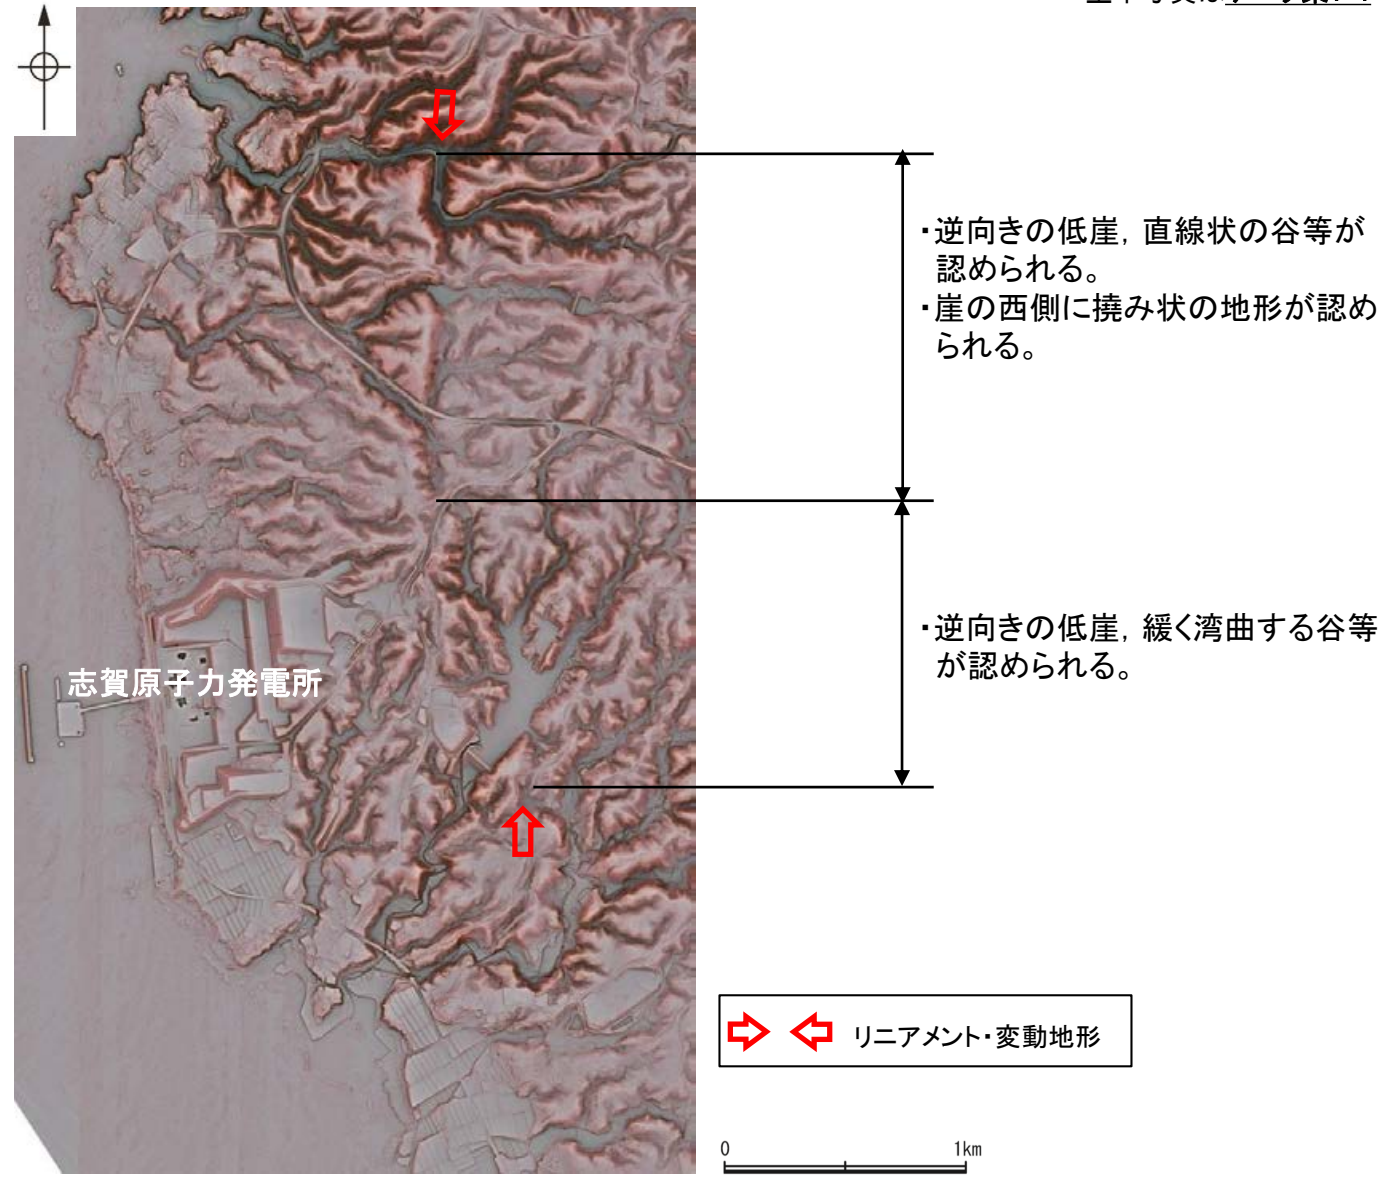 ・逆向きの低崖，直線状の谷等が
認められる。
・崖の西側に撓み状の地形が認め
られる。
・逆向きの低崖，緩く湾曲する谷等
が認められる。
志賀原子力発電所
リニアメント・変動地形
0 1km